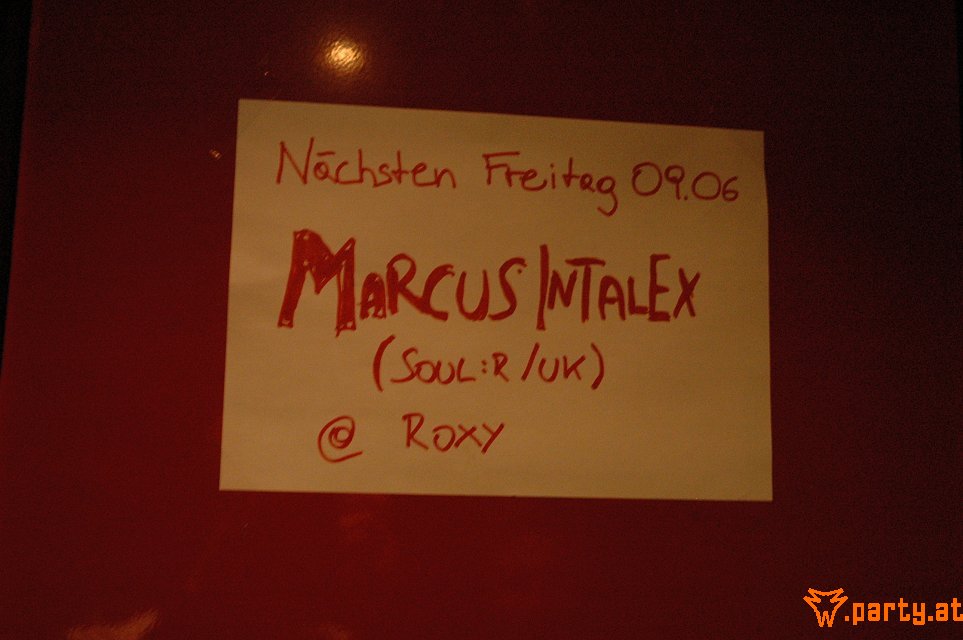 Nächsten Freitag 09.06
MARCUS INTALEX
(SOUL:R/UK)
@ ROXY
.party.at